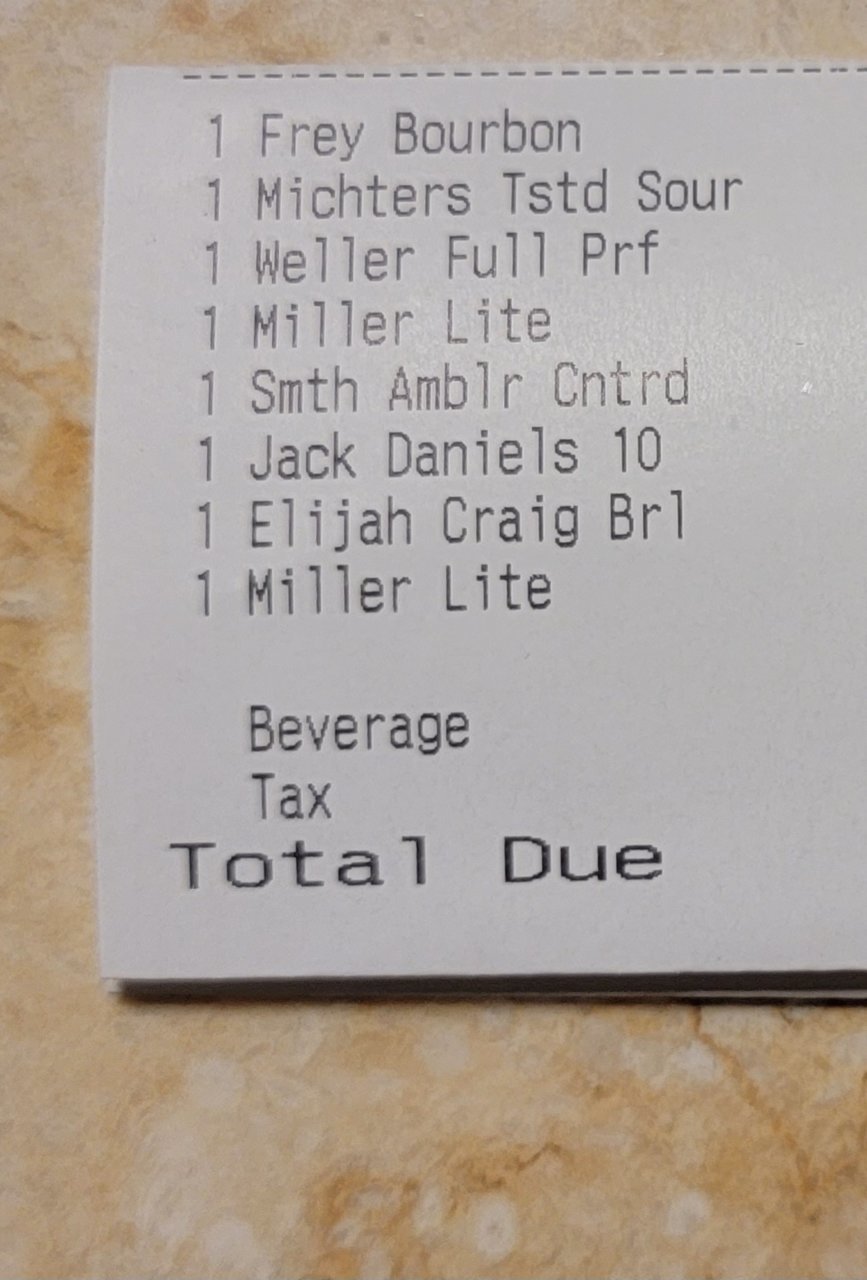 1 Frey Bourbon
1 Michters Tstd Sour
1 Weller Full Prf
1 Miller Lite
1 Smth Amblr Cntrd
1 Jack Daniels 10
1 Elijah Craig Brl
1 Miller Lite
Beverage
Tax
Total Due